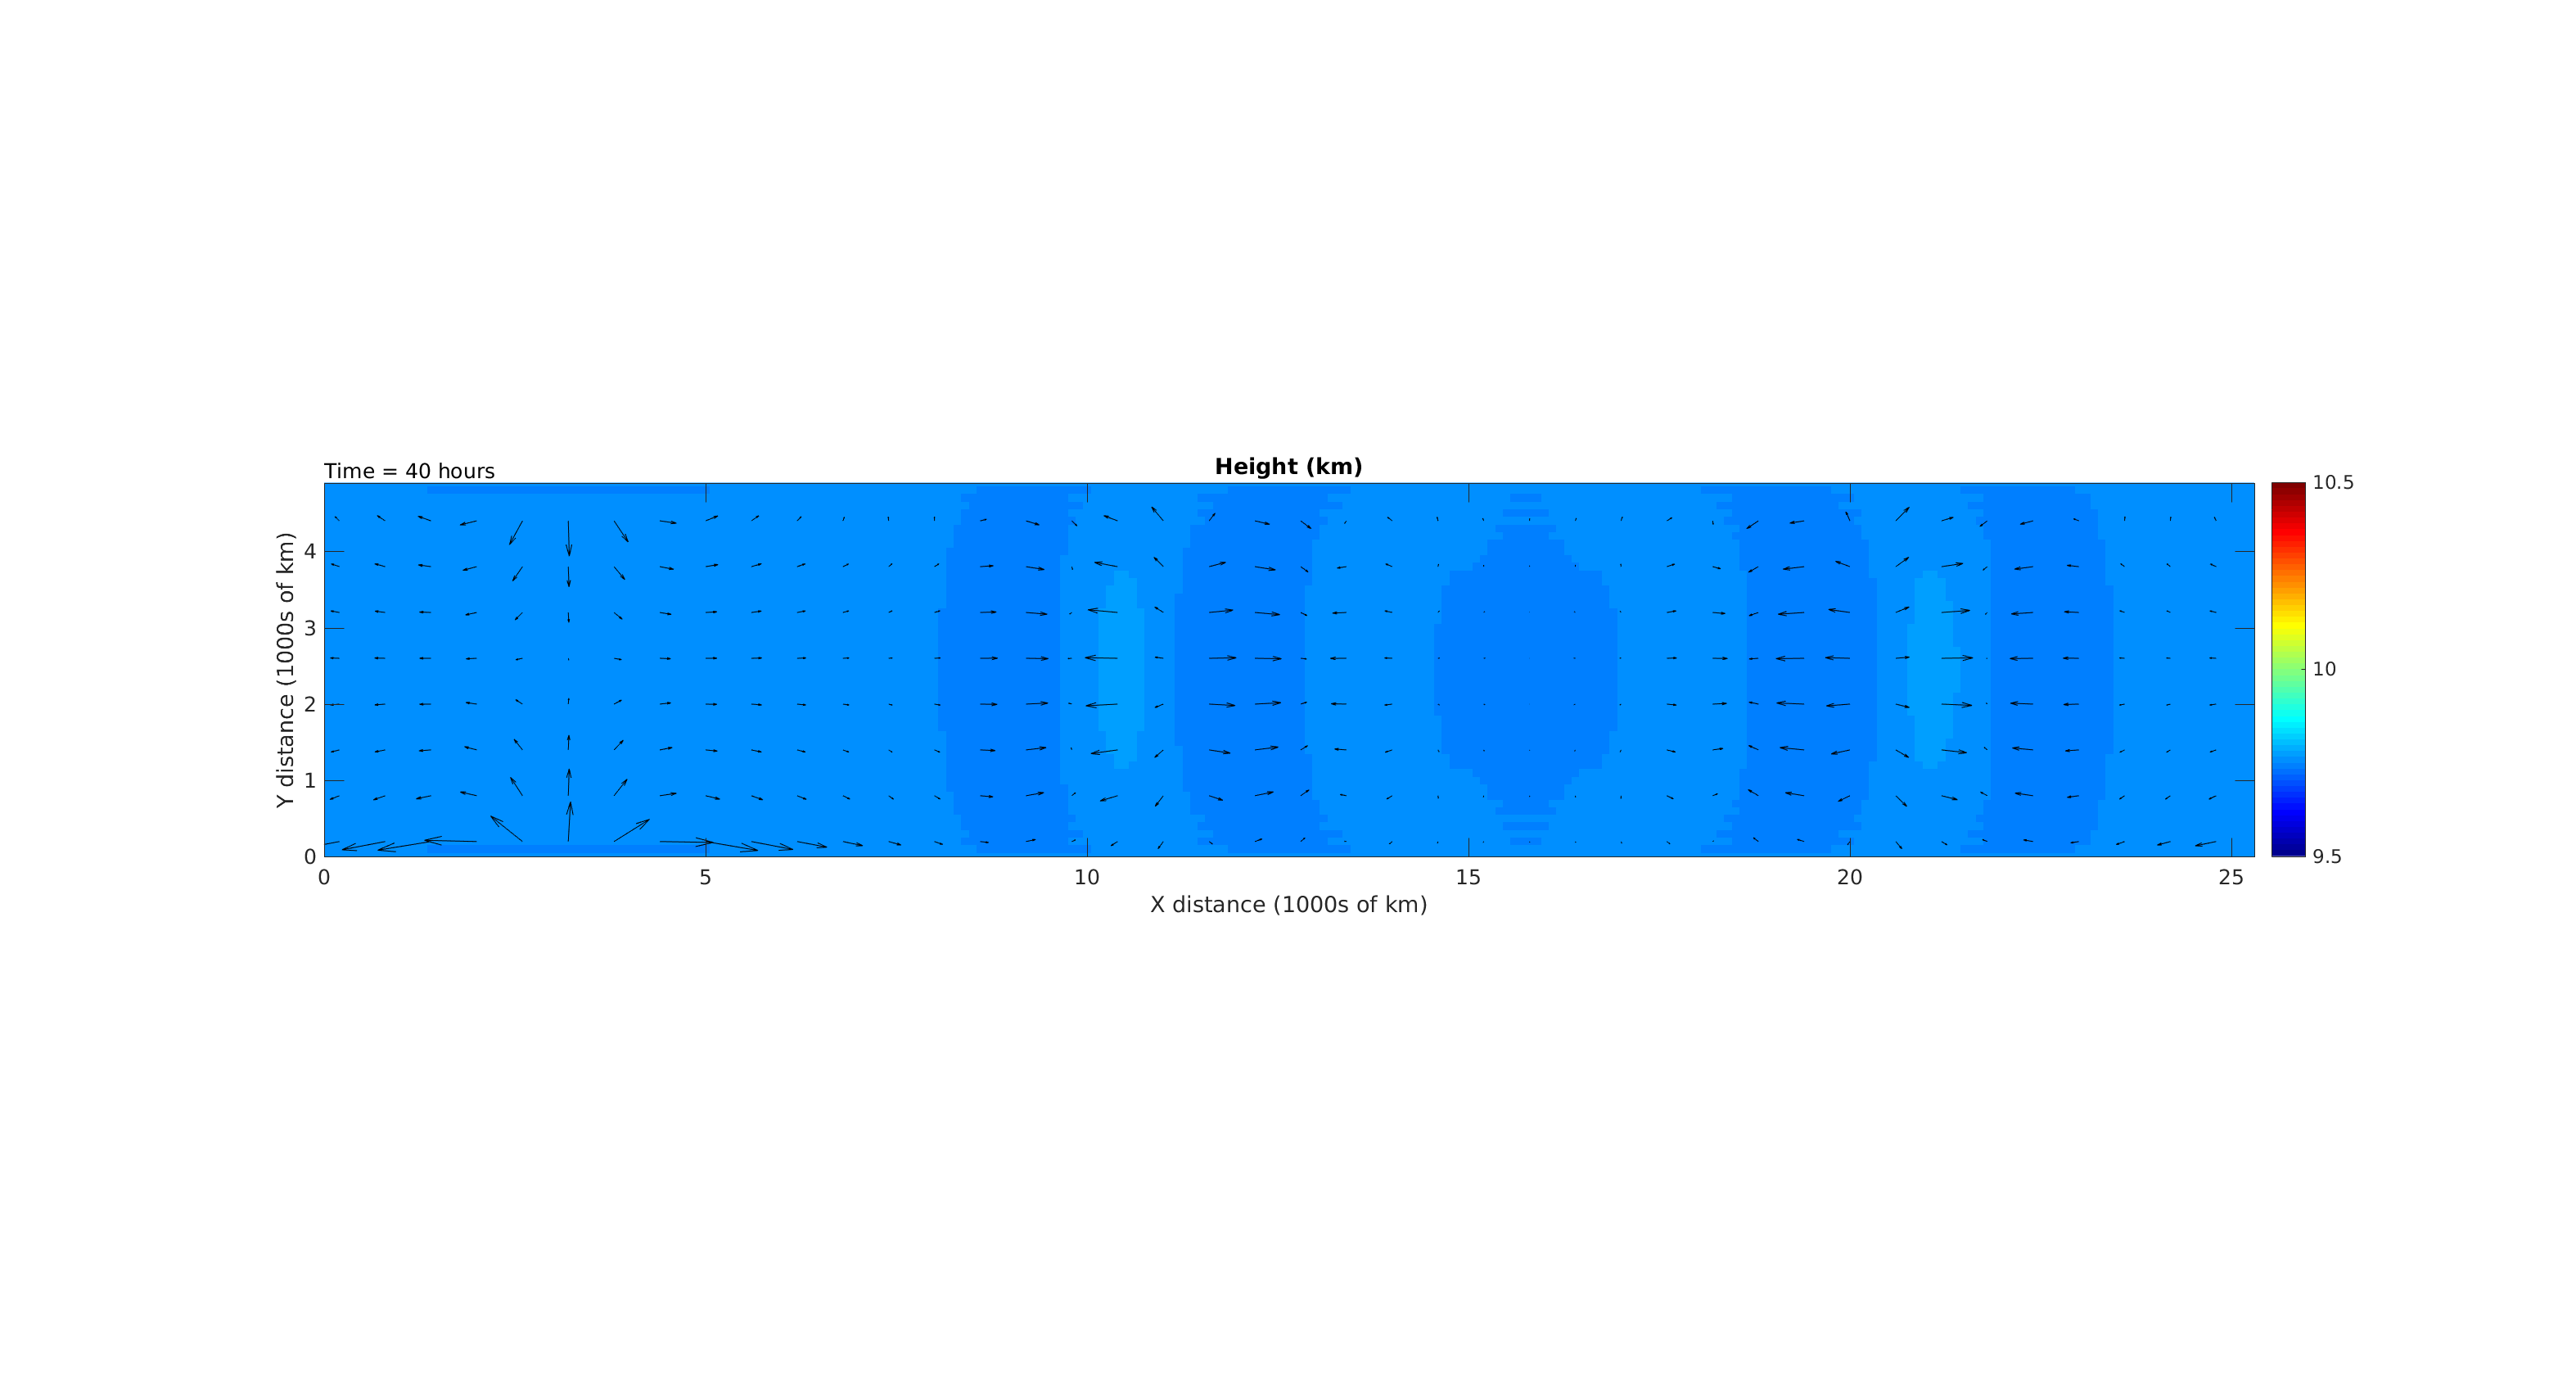 Time = 40 hours
Height (km)
10.5
10
9.5
Y distance (1000s of km)
4
3
2
1
0
0 5 10 15 20 25
X distance (1000s of km)